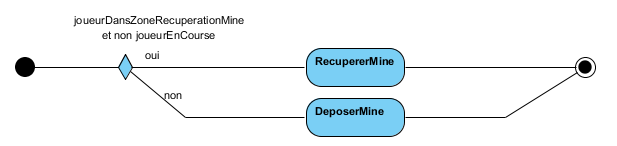 joueurDansZoneRecuperationMine
et non joueurEnCourse
oui
RecupererMine
non
DeposerMine